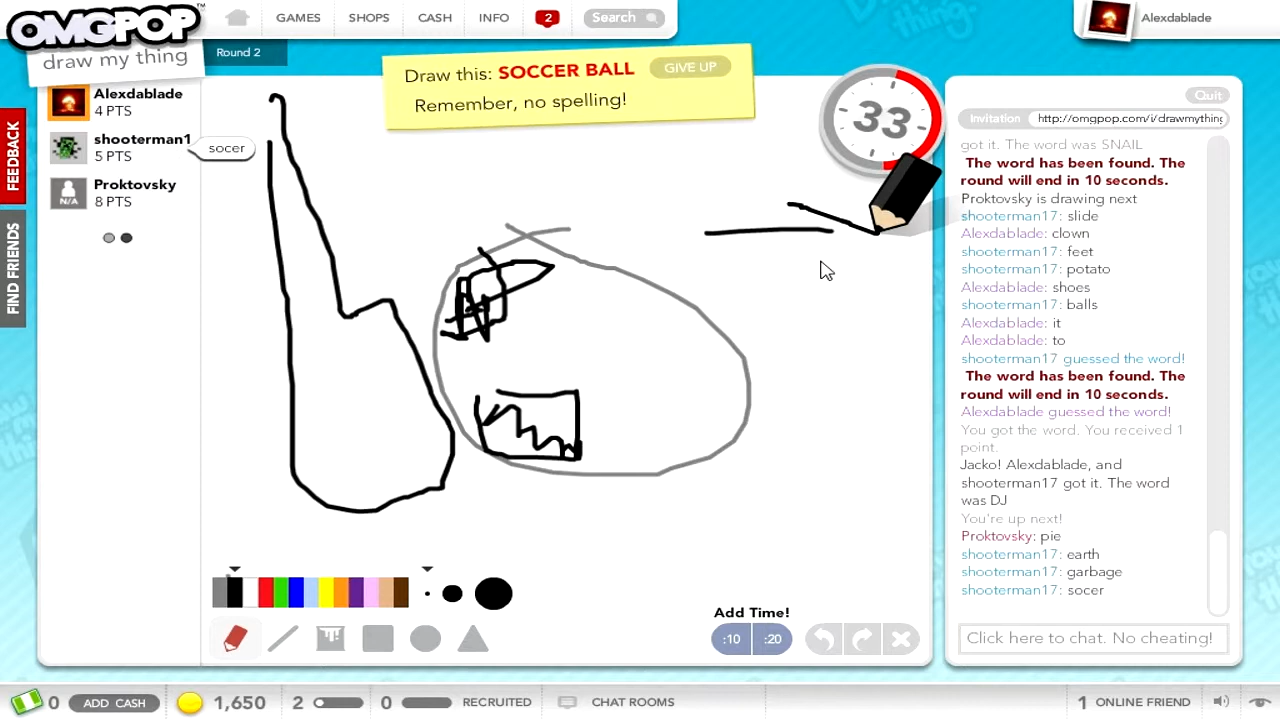 OMGPOP™
GAMES SHOPS CASH INFO 2 Search
Alexdablade
draw my thing
Round 2
FEEDBACK
FIND FRIENDS
Alexdablade
4 PTS
shooterman1
5 PTS
socer
N/A
Proktovsky
8 PTS
Draw this: SOCCER BALL GIVE UP
Remember, no spelling!
33
Add Time!
:10 :20
Quit
Invitation http://omgpop.com/i/drawmything
got it. The word was SNAIL
The word has been found. The
round will end in 10 seconds.
Proktovsky is drawing next
shooterman17: slide
Alexdablade: clown
shooterman17: feet
shooterman17: potato
Alexdablade: shoes
shooterman17: balls
Alexdablade: it
Alexdablade: to
shooterman17 guessed the word!
The word has been found. The
round will end in 10 seconds.
Alexdablade guessed the word!
You got the word. You received 1
point.
Jacko! Alexdablade, and
shooterman17 got it. The word
was DJ
You're up next!
Proktovsky: pie
shooterman17: earth
shooterman17: garbage
shooterman17: socer
Click here to chat. No cheating!
0 ADD CASH 1,650 2 0 RECRUITED CHAT ROOMS 1 ONLINE FRIEND